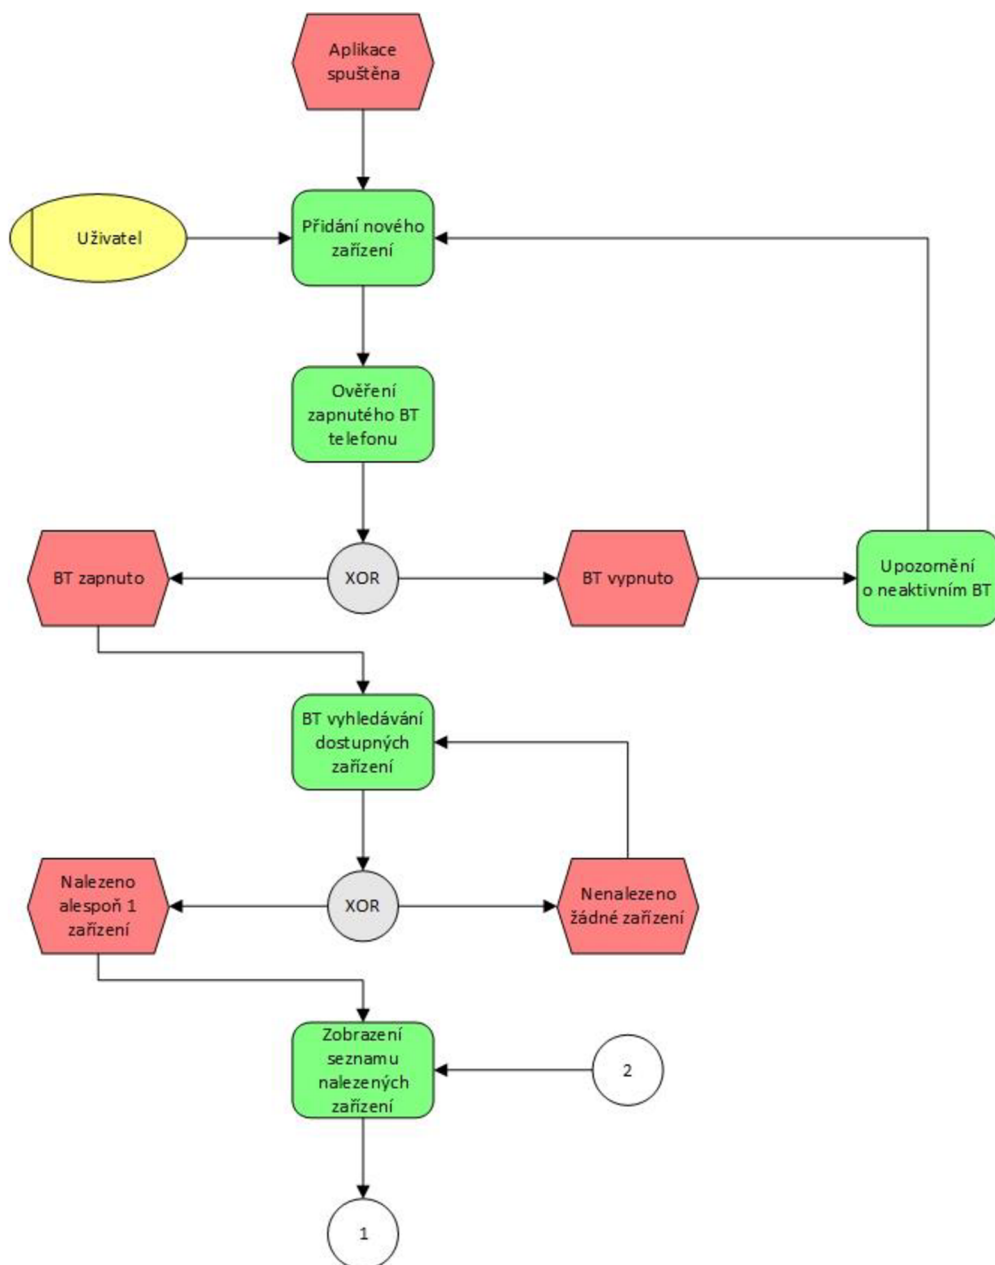 Aplikace
spuštěna
Uživatel
Přidání nového
zařízení
Ověření
zapnutého BT
telefonu
BT zapnuto
XOR
BT vypnuto
Upozornění
o neaktivním BT
BT vyhledávání
dostupných
zařízení
Nalezeno
alespoň 1
zařízení
XOR
Nenalezeno
žádné zařízení
Zobrazení
seznamu
nalezených
zařízení
2
1